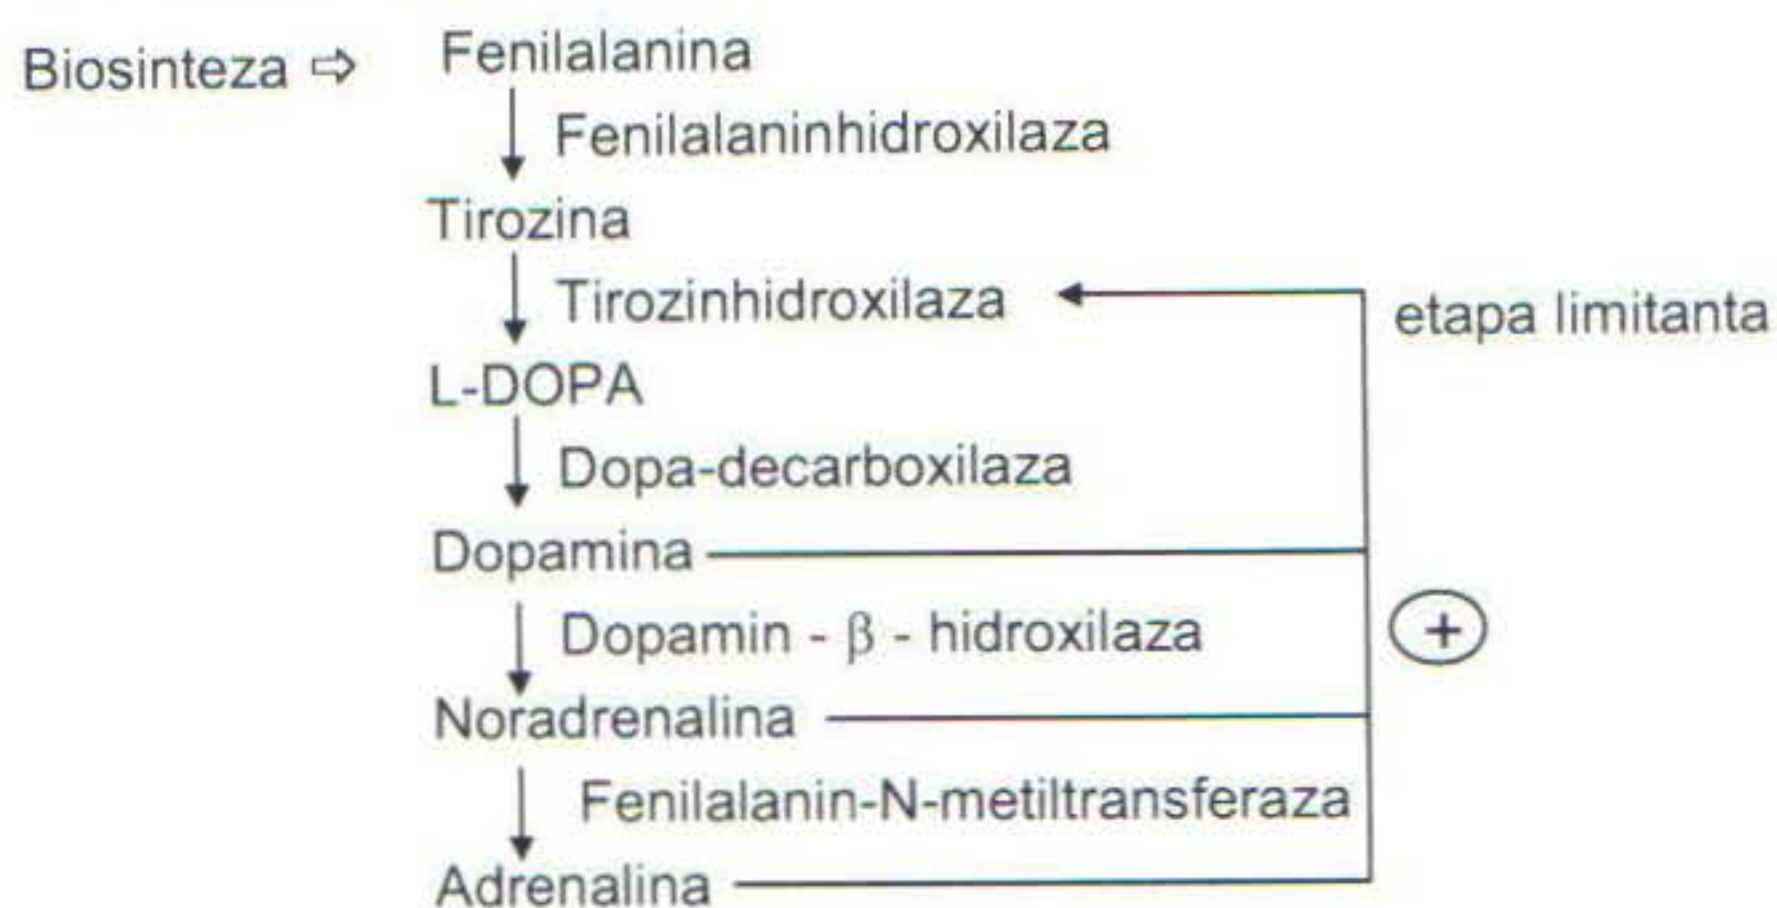 Biosinteza ⇨ Fenilalanina
Fenilalaninhidroxilaza
Tirozina
Tirozinhidroxilaza
etapa limitanta
L-DOPA
Dopa-decarboxilaza
Dopamina
Dopamin - β - hidroxilaza
+
Noradrenalina
Fenilalanin-N-metiltransferaza
Adrenalina